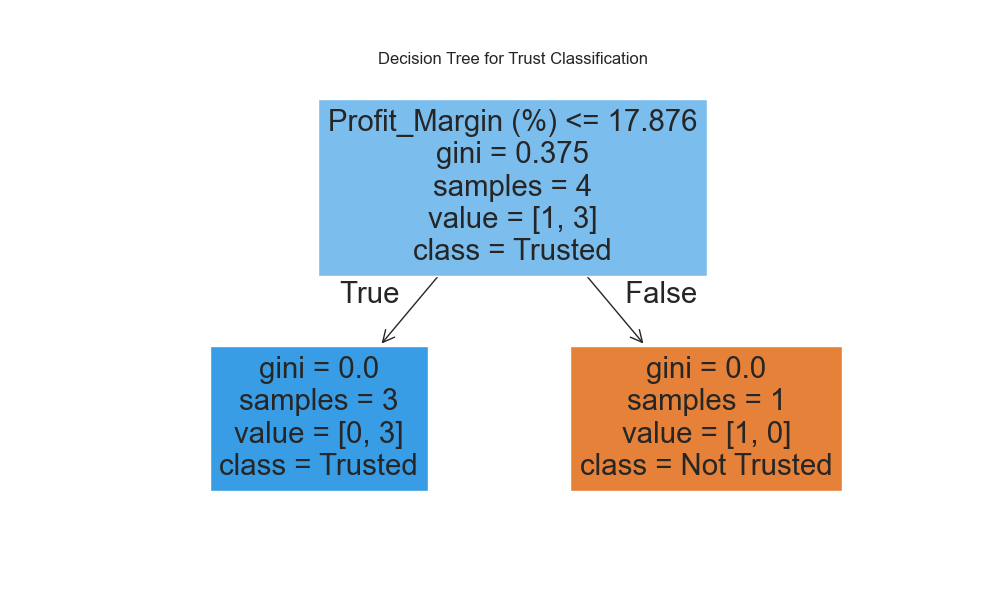 Decision Tree for Trust Classification
Profit_Margin (%) <= 17.876
gini = 0.375
samples = 4
value = [1, 3]
class = Trusted
True
False
gini = 0.0
samples = 3
value = [0, 3]
class = Trusted
gini = 0.0
samples = 1
value = [1, 0]
class = Not Trusted